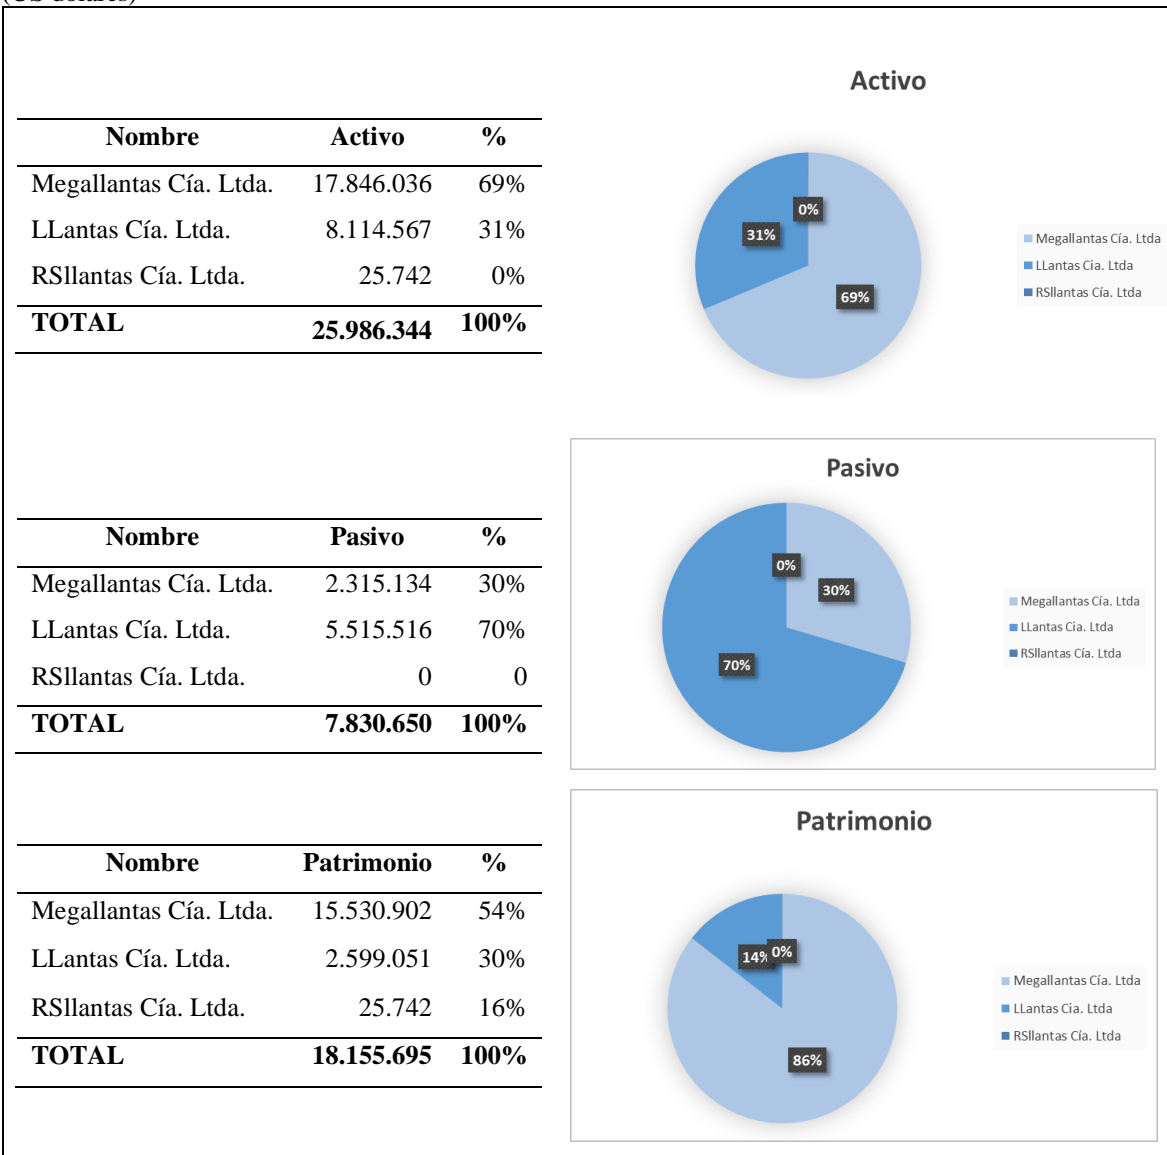 (US dólares)
Nombre Activo %
Megallantas Cía. Ltda. 17.846.036 69%
LLantas Cía. Ltda. 8.114.567 31%
RSllantas Cía. Ltda. 25.742 0%
TOTAL 25.986.344 100%
Activo
0%
31%
69%
Megallantas Cía. Ltda
LLantas Cia. Ltda
RSllantas Cía. Ltda
Nombre Pasivo %
Megallantas Cía. Ltda. 2.315.134 30%
LLantas Cía. Ltda. 5.515.516 70%
RSllantas Cía. Ltda. 0 0
TOTAL 7.830.650 100%
Pasivo
0%
30%
70%
Megallantas Cía. Ltda
LLantas Cia. Ltda
RSllantas Cía. Ltda
Nombre Patrimonio %
Megallantas Cía. Ltda. 15.530.902 54%
LLantas Cía. Ltda. 2.599.051 30%
RSllantas Cía. Ltda. 25.742 16%
TOTAL 18.155.695 100%
Patrimonio
14% 0%
86%
Megallantas Cía. Ltda
LLantas Cia. Ltda
RSllantas Cía. Ltda